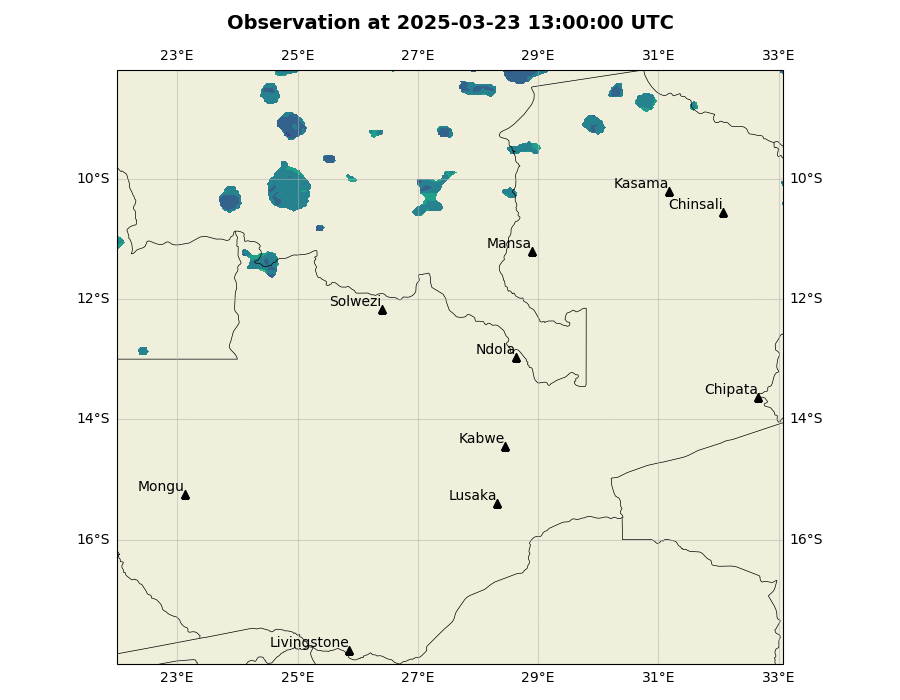 Observation at 2025-03-23 13:00:00 UTC
23°E 25°E 27°E 29°E 31°E 33°E
10°S 10°S
Kasama
Chinsali
Mansa
12°S 12°S
Solwezi
Ndola
Chipata
14°S 14°S
Kabwe
Mongu
Lusaka
16°S 16°S
Livingstone
23°E 25°E 27°E 29°E 31°E 33°E